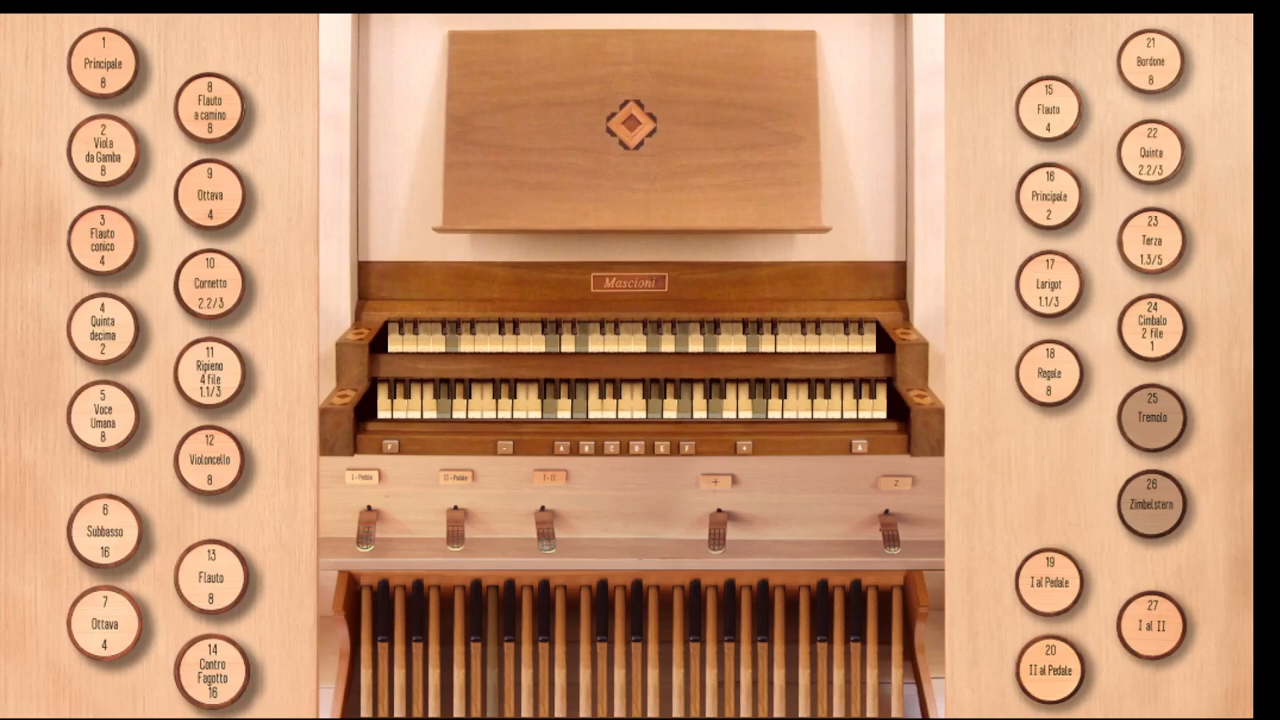 1
Principale
8
2
Viola
da Gamba
8
3
Flauto
conico
4
4
Quinta
decima
2
5
Voce
Umana
8
6
Subbasso
16
7
Ottava
4
8
Flauto
a camino
8
9
Ottava
4
10
Cornetto
2.2/3
11
Ripieno
4 file
1.1/3
12
Violoncello
8
13
Flauto
8
14
Contro
Fagotto
16
Mascioni
P - A B C D E F + A
I-Pedale II-Pedale I-II + Z
15
Flauto
4
16
Principale
2
17
Larigot
1.1/3
18
Regale
8
19
I al Pedale
20
II al Pedale
21
Bordone
8
22
Quinta
2.2/3
23
Terza
1.3/5
24
Cimbalo
2 file
1
25
Tremolo
26
Zimbelstern
27
I al II